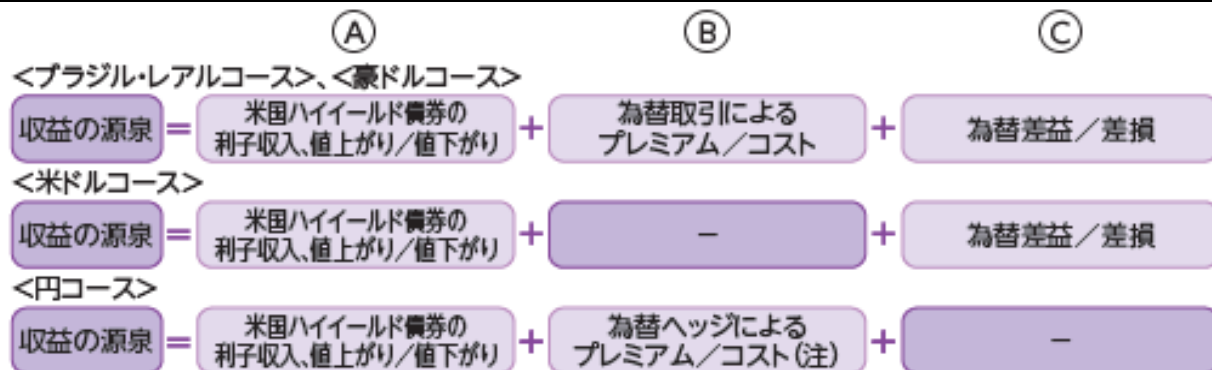 Ⓐ Ⓑ Ⓒ
<ブラジル・レアルコース>、<豪ドルコース>
収益の源泉 = 米国ハイイールド債券の
利子収入、値上がり/値下がり + 為替取引による
プレミアム/コスト + 為替差益/差損
<米ドルコース>
収益の源泉 = 米国ハイイールド債券の
利子収入、値上がり/値下がり + - + 為替差益/差損
<円コース>
収益の源泉 = 米国ハイイールド債券の
利子収入、値上がり/値下がり + 為替ヘッジによる
プレミアム/コスト(注) + -